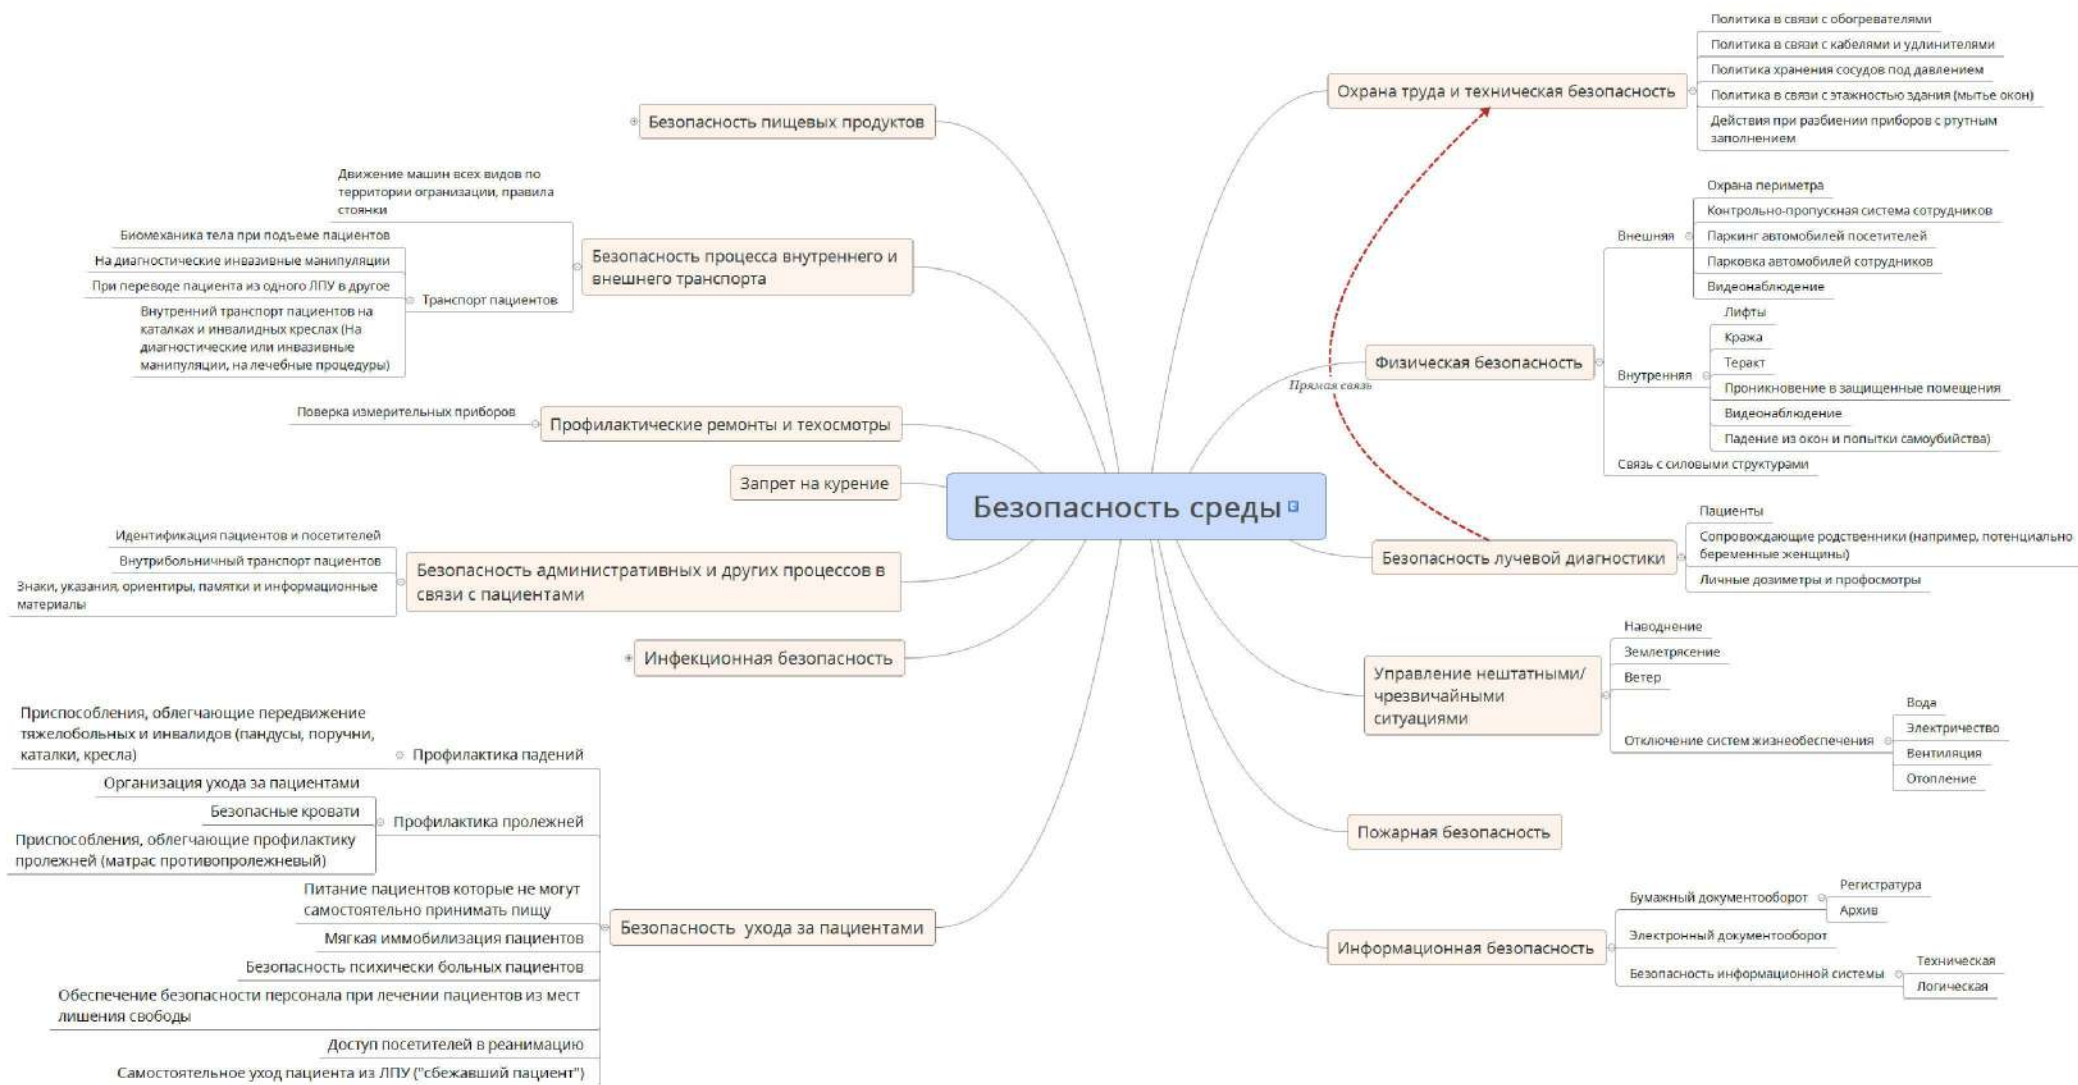 Безопасность среды
Охрана труда и техническая безопасность
Политика в связи с обогревателями
Политика в связи с кабелями и удлинителями
Политика хранения сосудов под давлением
Политика в связи с этажностью здания (мытье окон)
Действия при разбиении приборов с ртутным
заполнением
Физическая безопасность
Внешняя
Охрана периметра
Контрольно-пропускная система сотрудников
Паркинг автомобилей посетителей
Парковка автомобилей сотрудников
Видеонаблюдение
Внутренняя
Лифты
Кража
Теракт
Проникновение в защищенные помещения
Видеонаблюдение
Падение из окон и попытки самоубийства)
Связь с силовыми структурами
Прямая связь
Безопасность лучевой диагностики
Пациенты
Сопровождающие родственники (например, потенциально
беременные женщины)
Личные дозиметры и профосмотры
Управление нештатными/
чрезвичайными
ситуациями
Наводнение
Землетрясение
Ветер
Отключение систем жизнеобеспечения
Вода
Электричество
Вентиляция
Отопление
Пожарная безопасность
Информационная безопасность
Бумажный документооборот
Регистратура
Архив
Электронный документооборот
Безопасность информационной системы
Техническая
Логическая
Безопасность пищевых продуктов
Безопасность процесса внутреннего и
внешнего транспорта
Движение машин всех видов по
территории огранизации, правила
стоянки
Транспорт пациентов
Биомеханика тела при подъеме пациентов
На диагностические инвазивные манипуляции
При переводе пациента из одного ЛПУ в другое
Внутренний транспорт пациентов на
каталках и инвалидных креслах (На
диагностические или инвазивные
манипуляции, на лечебные процедуры)
Профилактические ремонты и техосмотры
Поверка измерительных приборов
Запрет на курение
Безопасность административных и других процессов в
связи с пациентами
Идентификация пациентов и посетителей
Внутрибольничный транспорт пациентов
Знаки, указания, ориентиры, памятки и информационные
материалы
Инфекционная безопасность
Безопасность ухода за пациентами
Профилактика падений
Приспособления, облегчающие передвижение
тяжелобольных и инвалидов (пандусы, поручни,
каталки, кресла)
Профилактика пролежней
Организация ухода за пациентами
Безопасные кровати
Приспособления, облегчающие профилактику
пролежней (матрас противопролежневый)
Питание пациентов которые не могут
самостоятельно принимать пищу
Мягкая иммобилизация пациентов
Безопасность психически больных пациентов
Обеспечение безопасности персонала при лечении пациентов из мест
лишения свободы
Доступ посетителей в реанимацию
Самостоятельное уход пациента из ЛПУ ("сбежавший пациент")